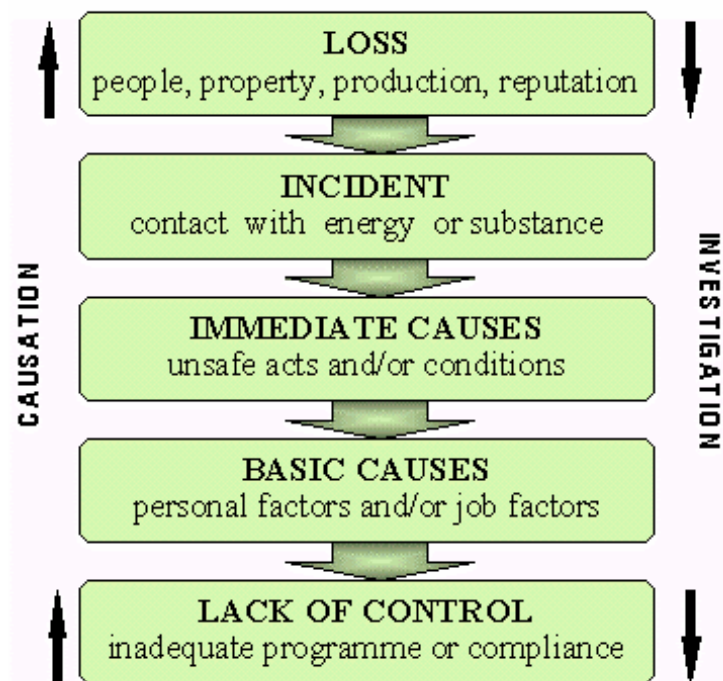 LOSS
people, property, production, reputation
INCIDENT
contact with energy or substance
IMMEDIATE CAUSES
unsafe acts and/or conditions
BASIC CAUSES
personal factors and/or job factors
LACK OF CONTROL
inadequate programme or compliance
CAUSATION
INVESTIGATION